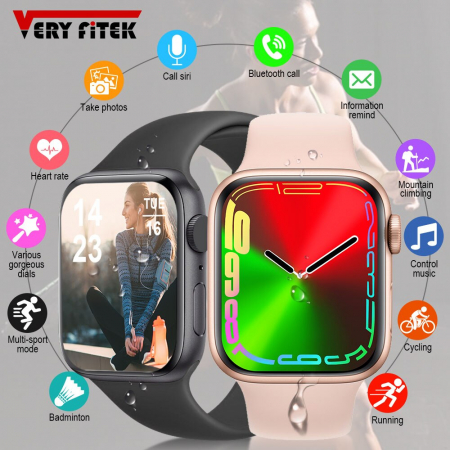 VERY FiTEK
Call siri
Bluetooth call
Take photos
Information
remind
Heart rate
Mountain
climbing
Various
gorgeous
dials
Control
music
Multi-sport
mode
Cycling
Badminton
Running
14
23
TUE
16